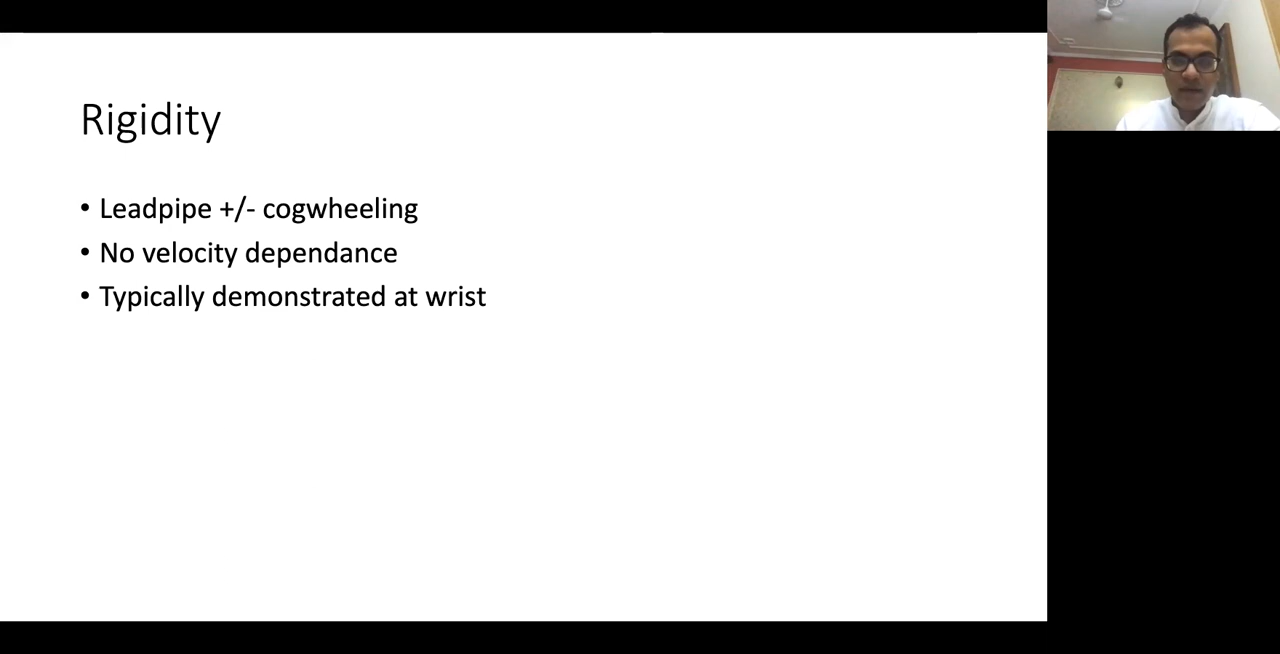 Rigidity
• Leadpipe +/- cogwheeling
• No velocity dependance
• Typically demonstrated at wrist